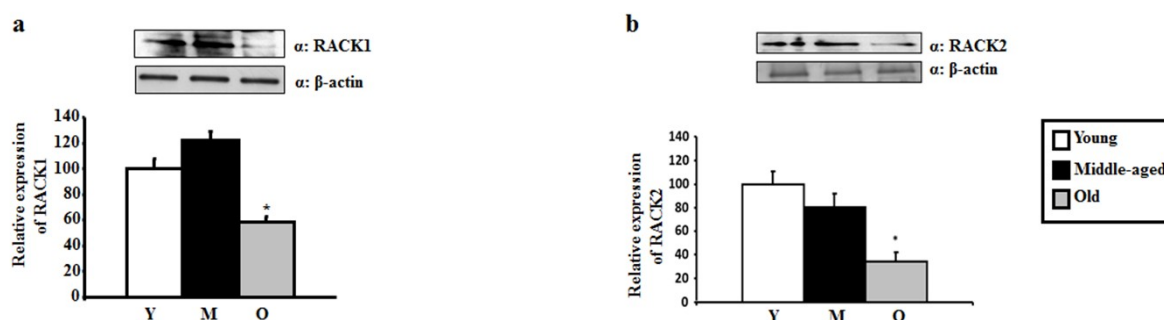 a
α: RACK1
α: β-actin
Relative expression
of RACK1
140
120
100
80
60
40
20
0
*
Y M O
b
α: RACK2
α: β-actin
Relative expression
of RACK2
140
120
100
80
60
40
20
0
*
Y M O
Young
Middle-aged
Old